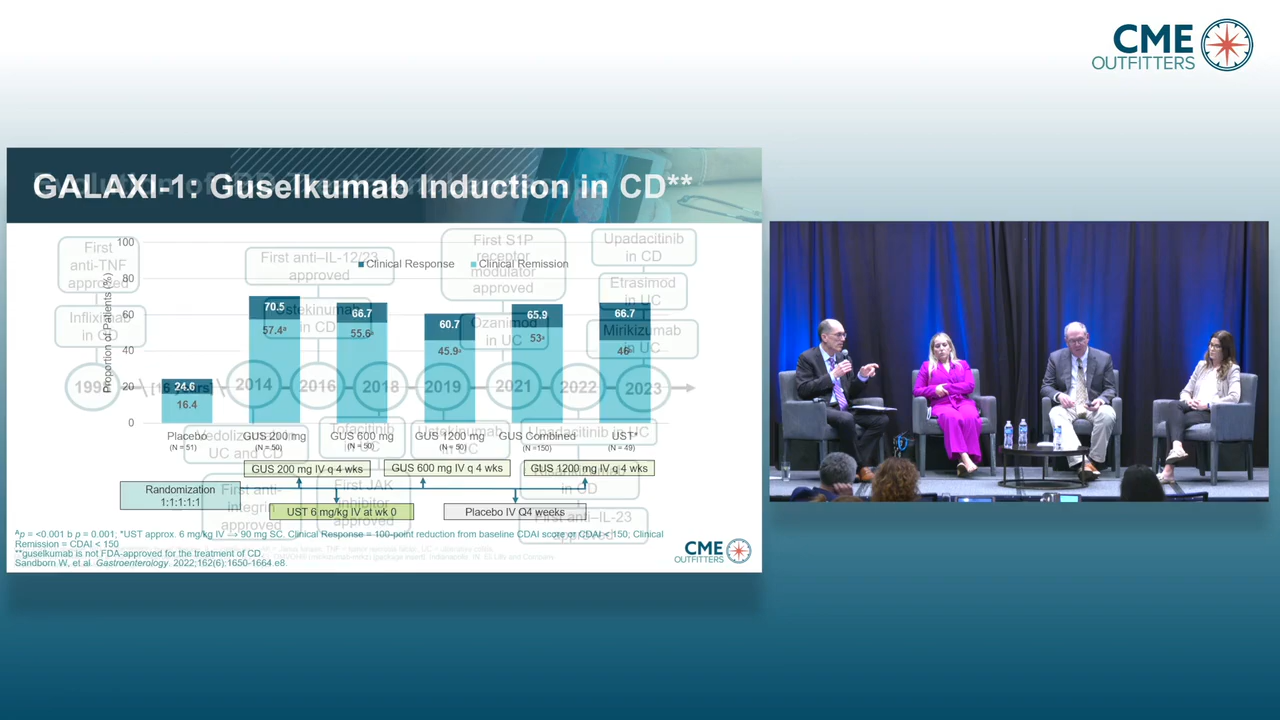 CME
OUTFITTERS
GALAXI-1: Guselkumab Induction in CD**
First
anti-TNF
approved
Infliximab
in CD
First anti–IL-12/23
approved
Ustekinumab
in CD
First S1P
receptor
modulator
approved
Ozanimod
in UC
Upadacitinib
in CD
Etrasimod
in UC
Mirikizumab
in UC
Clinical Response
Clinical Remission
Proportion of Patients (%)
100
80
60
40
20
0
24.6
16.4
70.5
57.4ᵃ
66.7
55.6ᵃ
60.7
45.9ᵃ
65.9
53ᵃ
66.7
46ᵇ
2014
2016
2018
2019
2021
2022
2023
Placebo
(N = 51)
GUS 200 mg
(N = 50)
GUS 600 mg
(N = 50)
GUS 1200 mg
(N = 50)
GUS Combined
(N =150)
UST*
(N = 49)
UC and CD
in UC
Upadacitinib in UC
GUS 200 mg IV q 4 wks
GUS 600 mg IV q 4 wks
GUS 1200 mg IV q 4 wks
Randomization
1:1:1:1:1
First anti-
integrin
approved
First JAK
inhibitor
approved
in CD
First anti–IL-23
UST 6 mg/kg IV at wk 0
Placebo IV Q4 weeks
ᴬp = <0.001 b p = 0.001; *UST approx. 6 mg/kg IV → 90 mg SC. Clinical Response = 100-point reduction from baseline CDAI score or CDAI < 150; Clinical
Remission = CDAI < 150
**guselkumab is not FDA-approved for the treatment of CD.
Sandborn W, et al. Gastroenterology. 2022;162(6):1650-1664.e8.
CME
OUTFITTERS